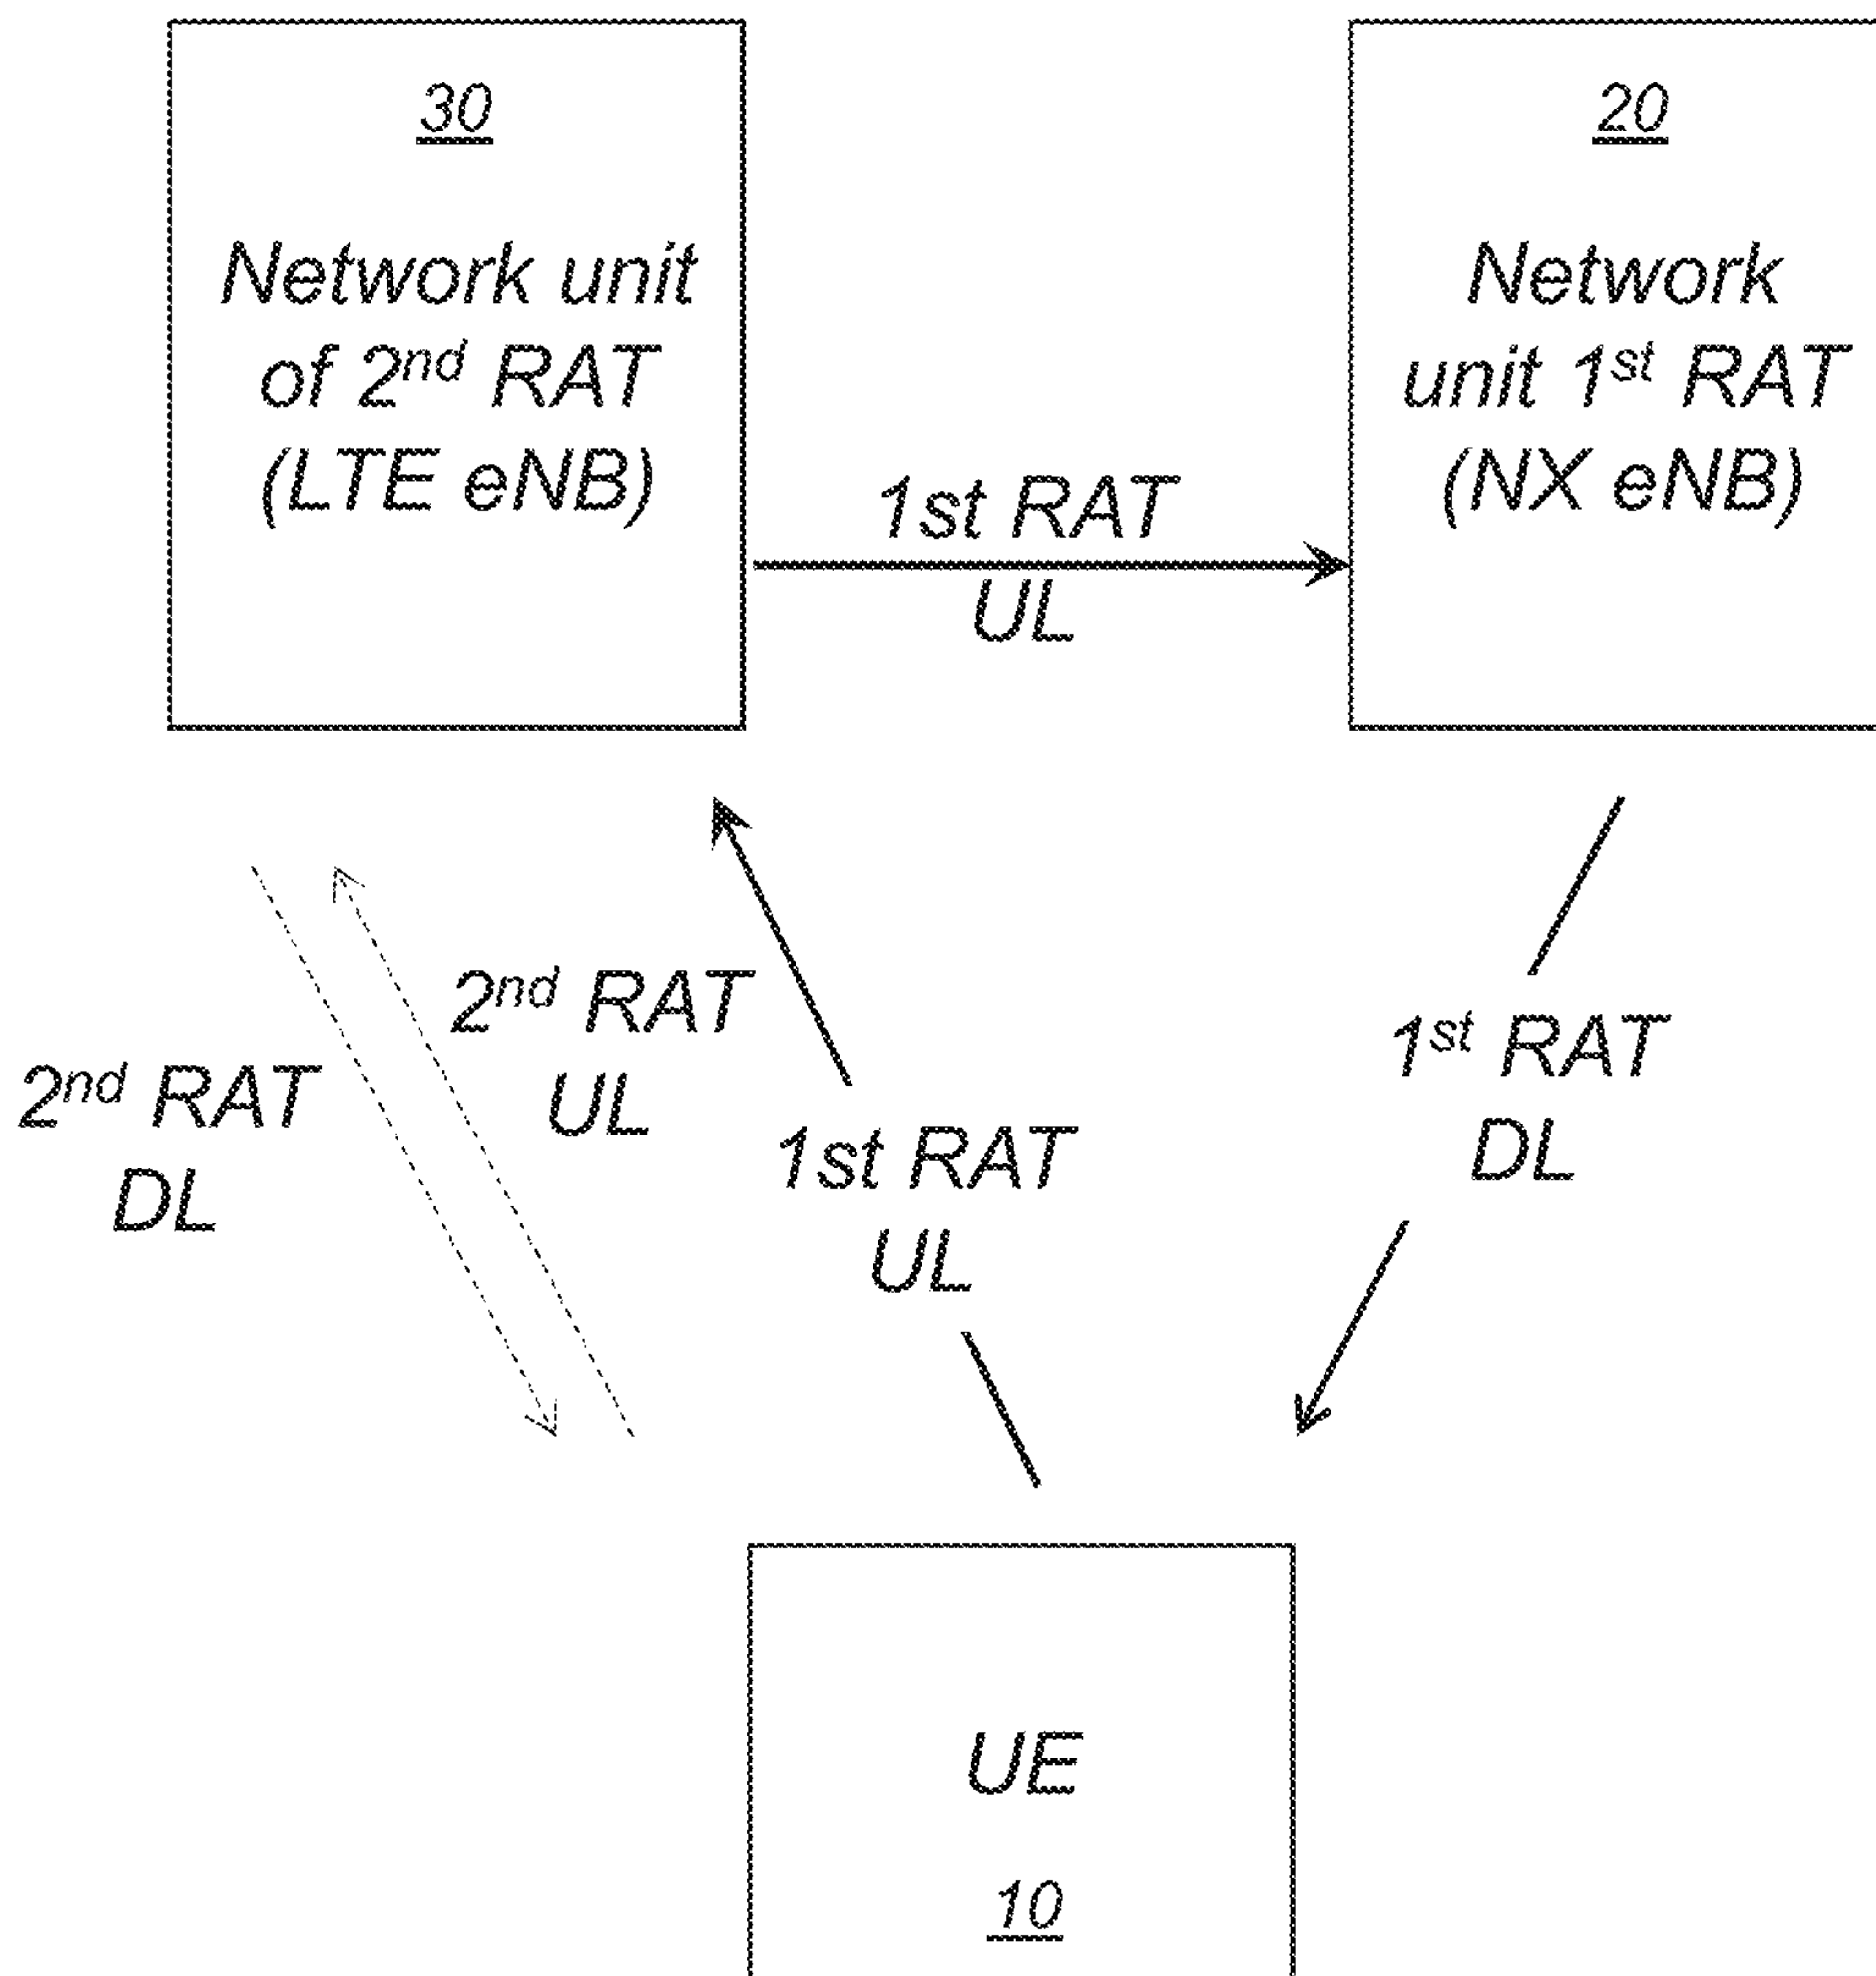 30
Network unit
of 2nd RAT
(LTE eNB)
20
Network
unit 1st RAT
(NX eNB)
1st RAT
UL
2nd RAT
UL
2nd RAT
DL
1st RAT
UL
1st RAT
DL
UE
10